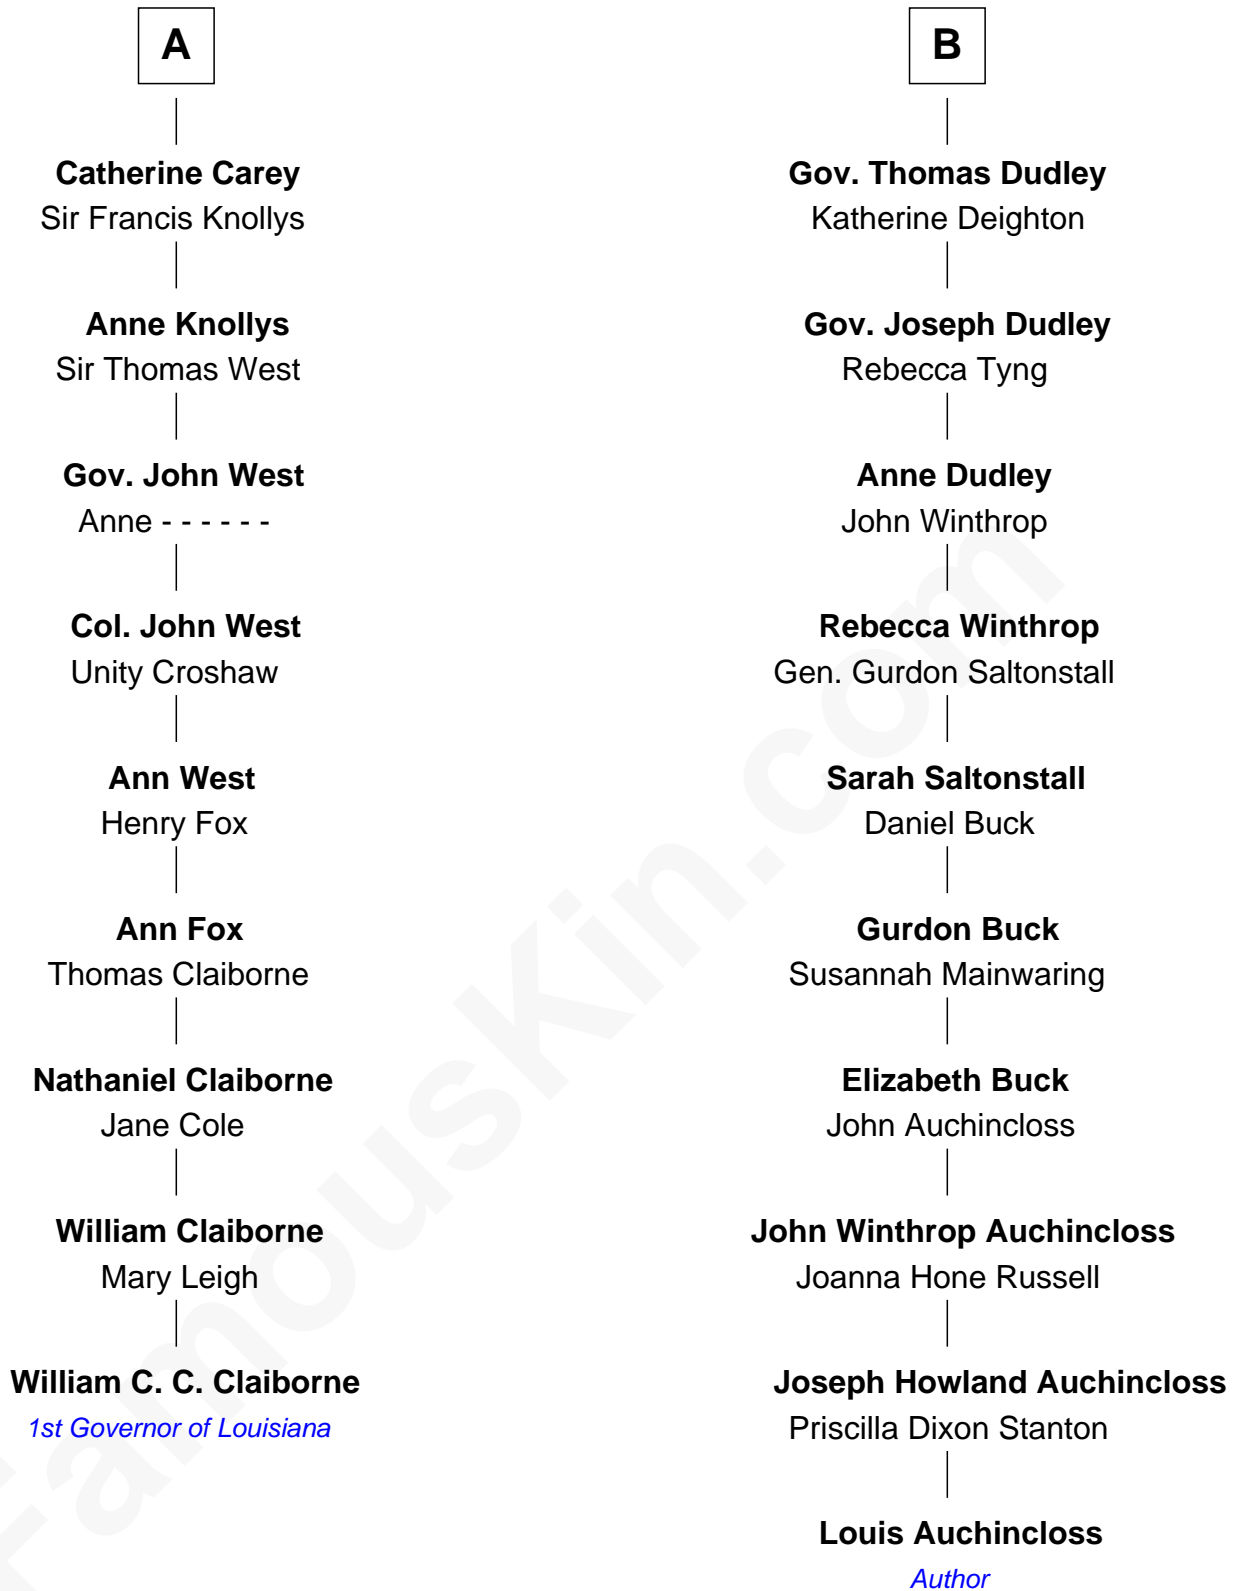 A
Catherine Carey
Sir Francis Knollys
Anne Knollys
Sir Thomas West
Gov. John West
Anne - - - - - -
Col. John West
Unity Croshaw
Ann West
Henry Fox
Ann Fox
Thomas Claiborne
Nathaniel Claiborne
Jane Cole
William Claiborne
Mary Leigh
William C. C. Claiborne
1st Governor of Louisiana
B
Gov. Thomas Dudley
Katherine Deighton
Gov. Joseph Dudley
Rebecca Tyng
Anne Dudley
John Winthrop
Rebecca Winthrop
Gen. Gurdon Saltonstall
Sarah Saltonstall
Daniel Buck
Gurdon Buck
Susannah Mainwaring
Elizabeth Buck
John Auchincloss
John Winthrop Auchincloss
Joanna Hone Russell
Joseph Howland Auchincloss
Priscilla Dixon Stanton
Louis Auchincloss
Author
FamousKin.com